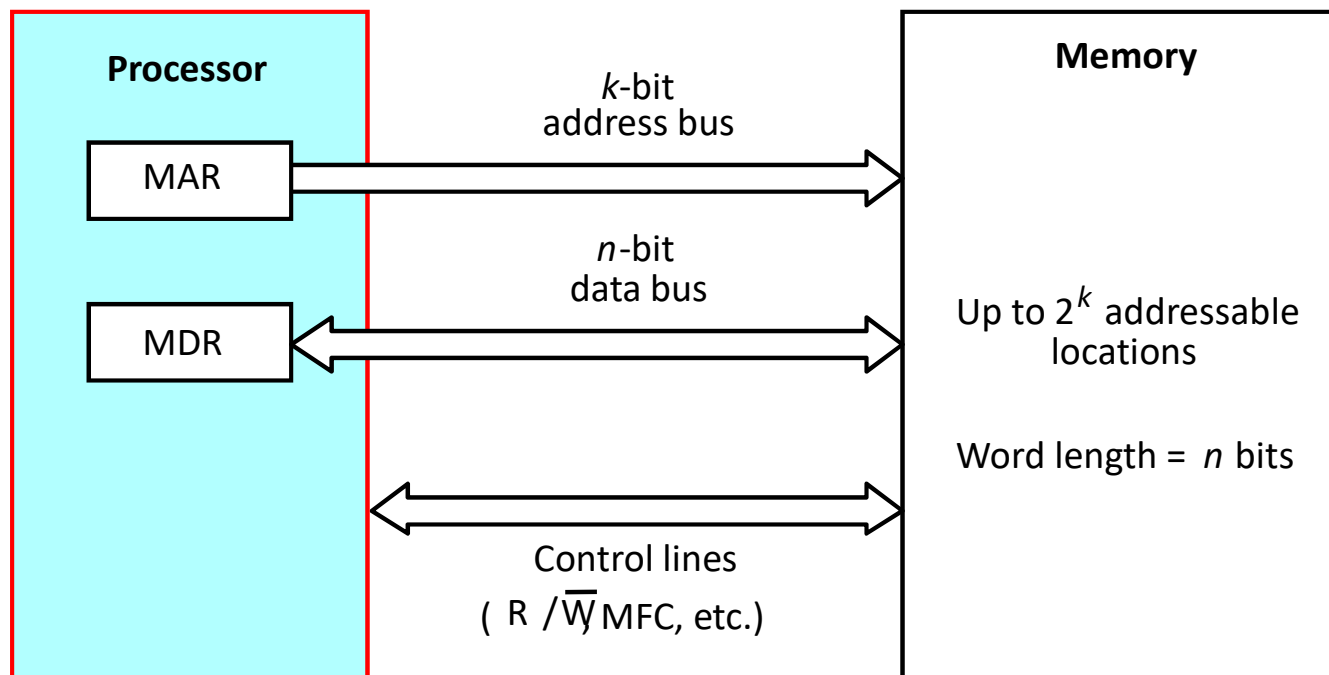 Processor
MAR
MDR
k-bit
address bus
n-bit
data bus
Control lines
( R / W̅, MFC, etc.)
Memory
Up to 2^k addressable
locations
Word length = n bits